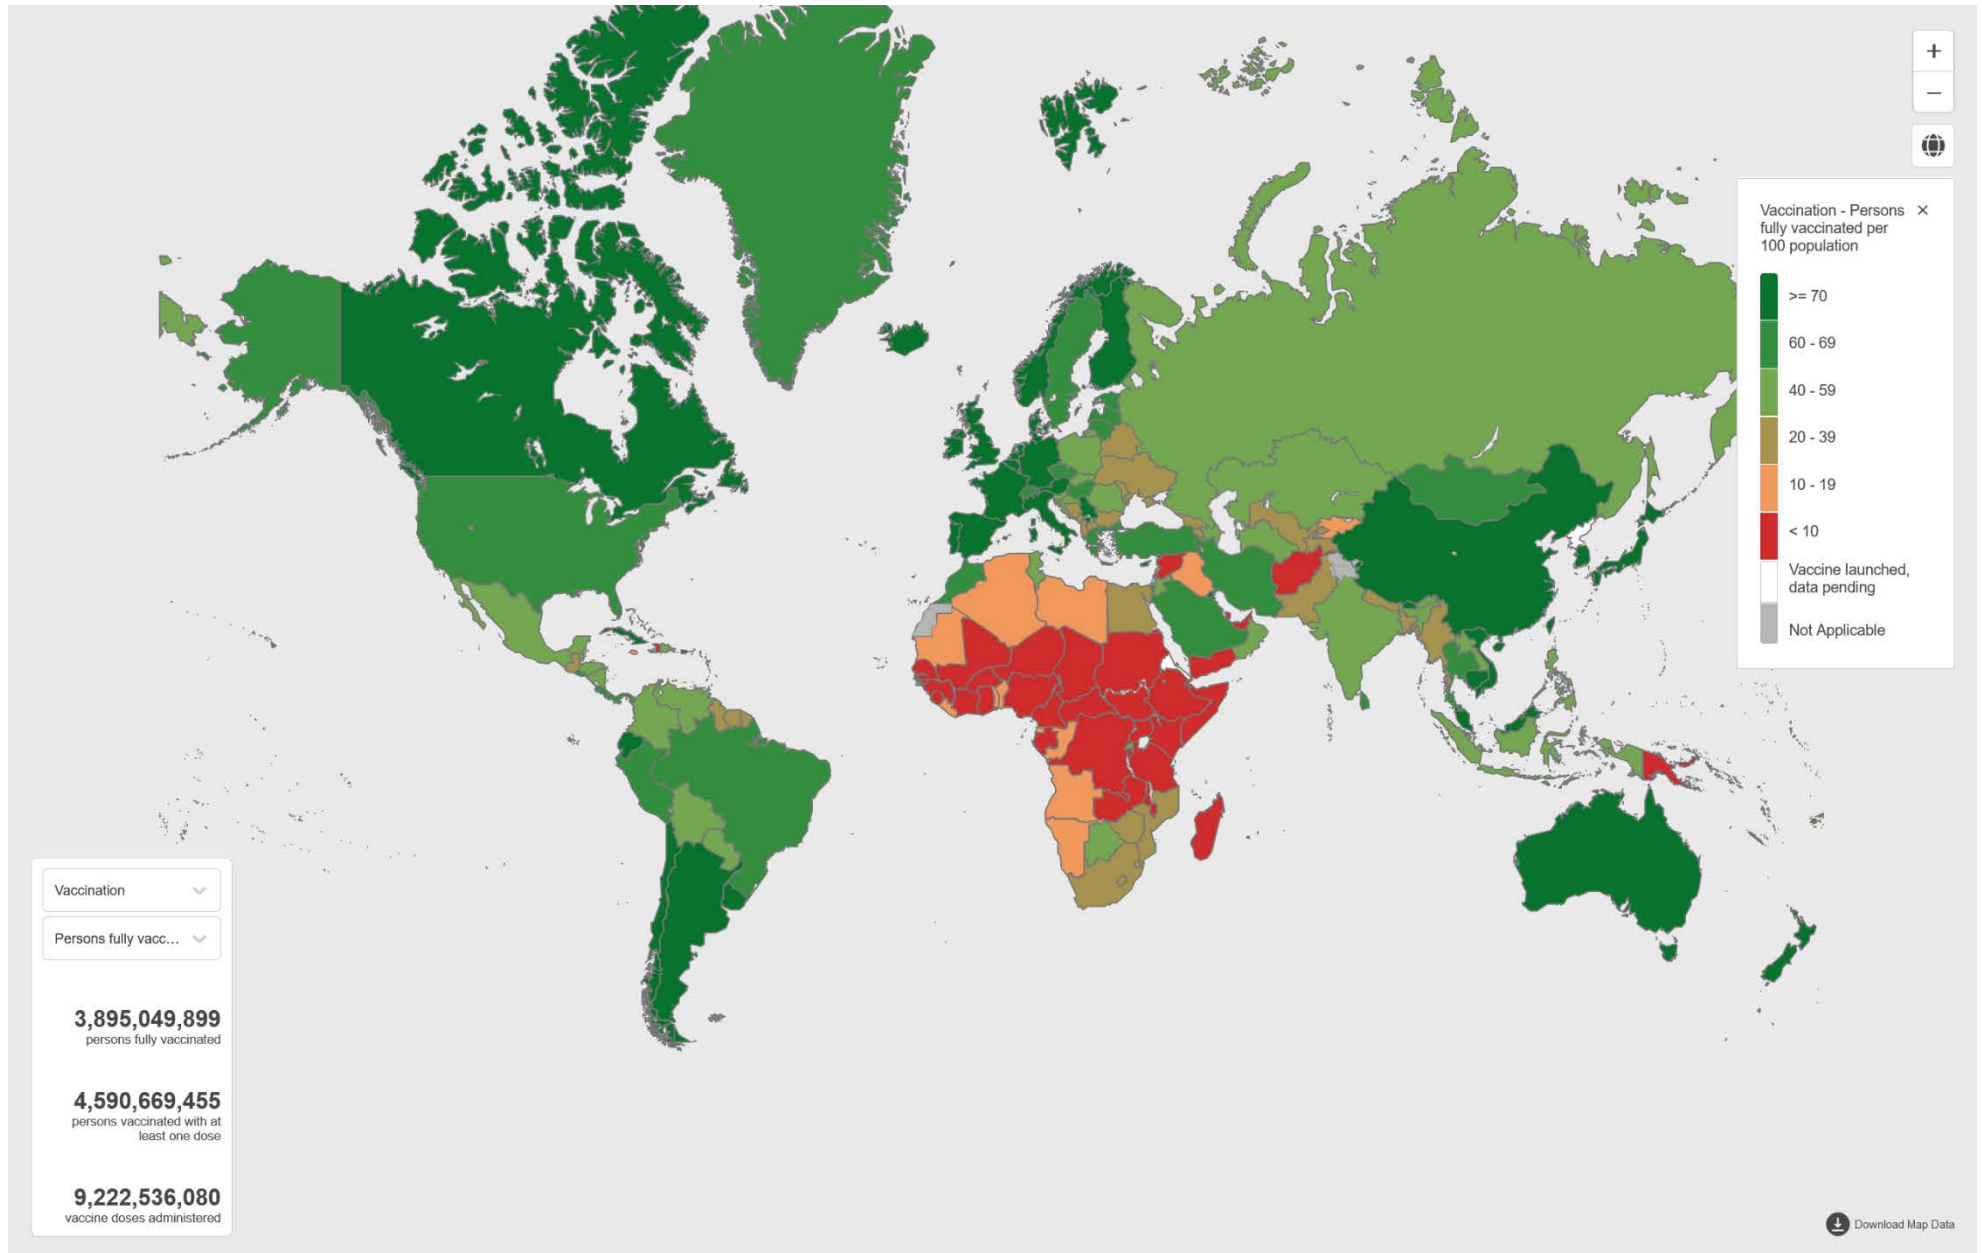 +
−
Vaccination - Persons ×
fully vaccinated per
100 population
>= 70
60 - 69
40 - 59
20 - 39
10 - 19
< 10
Vaccine launched,
data pending
Not Applicable
Vaccination
Persons fully vacc...
3,895,049,899
persons fully vaccinated
4,590,669,455
persons vaccinated with at
least one dose
9,222,536,080
vaccine doses administered
Download Map Data